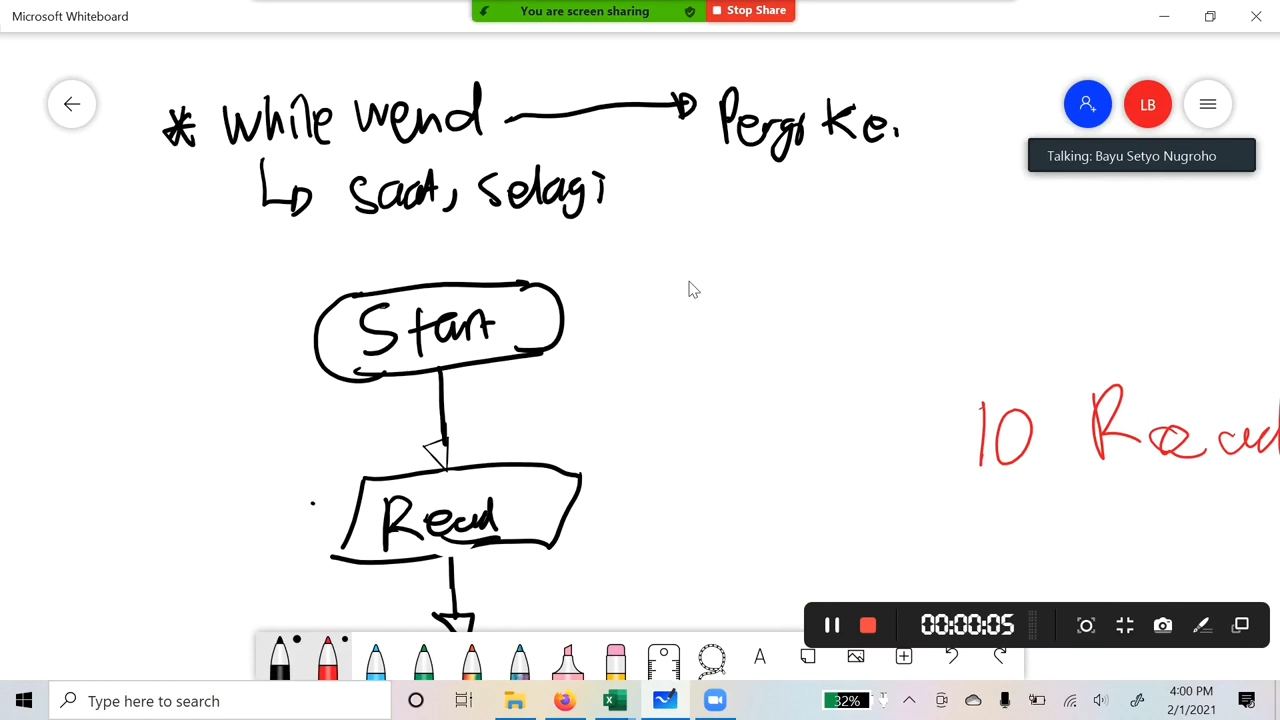 Microsoft Whiteboard
You are screen sharing
Stop Share
* While wend → Pergi Ke.
↳ saat, selagi
LB
Talking: Bayu Setyo Nugroho
Start
10 Read
Read
00:00:05
A
Type here to search
32%
4:00 PM
2/1/2021